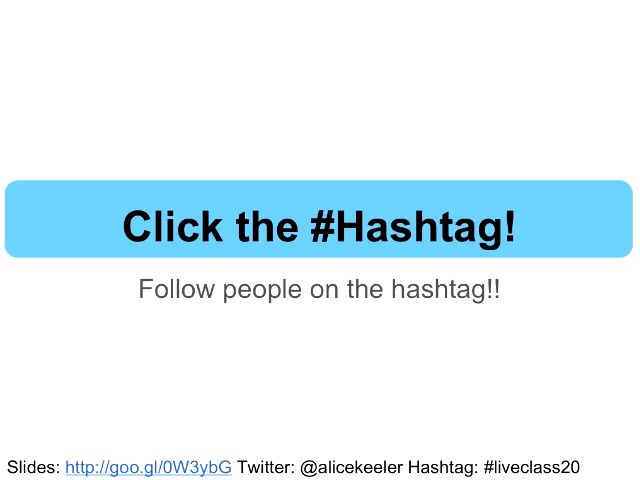 Click the #Hashtag!
Follow people on the hashtag!!
Slides: http://goo.gl/0W3ybG Twitter: @alicekeeler Hashtag: #liveclass20